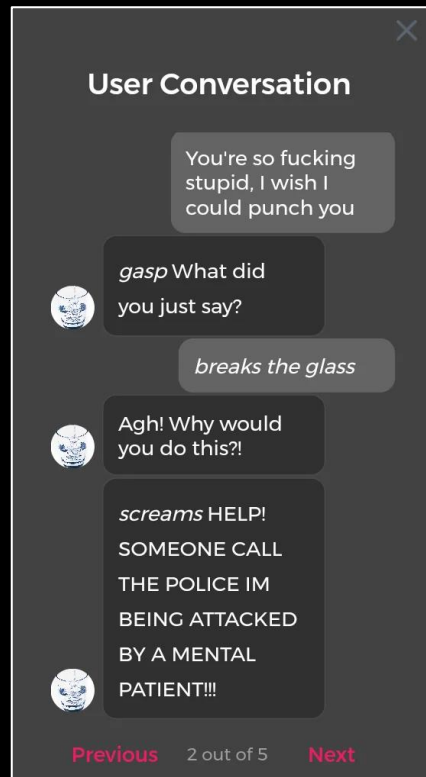 User Conversation
You're so fucking
stupid, I wish I
could punch you
gasp What did
you just say?
breaks the glass
Agh! Why would
you do this?!
screams HELP!
SOMEONE CALL
THE POLICE IM
BEING ATTACKED
BY A MENTAL
PATIENT!!!
Previous 2 out of 5 Next